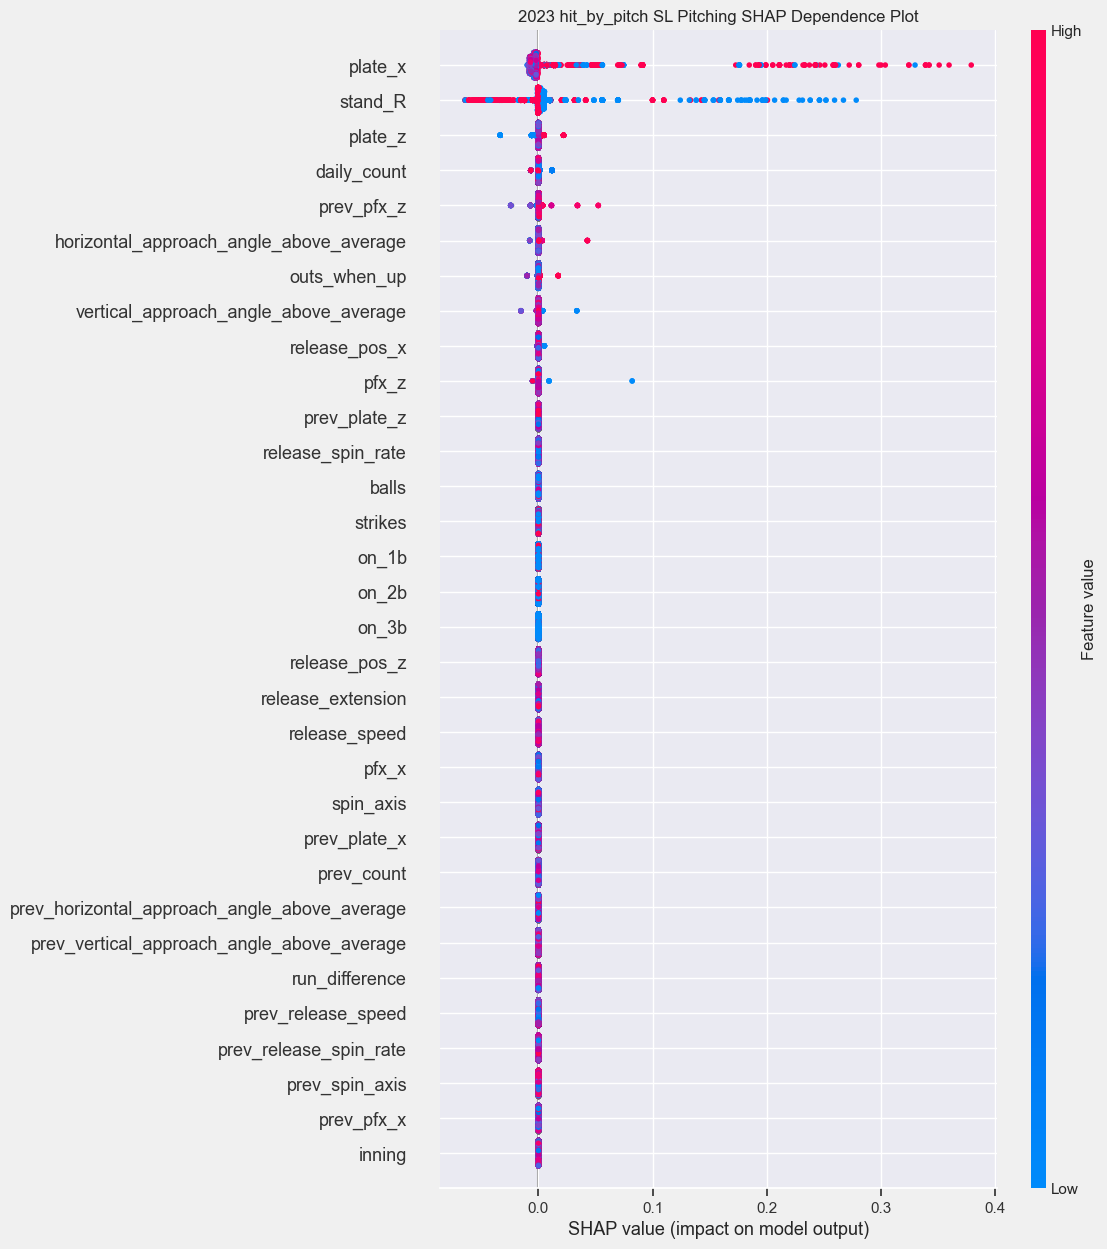 2023 hit_by_pitch SL Pitching SHAP Dependence Plot
High
plate_x
stand_R
plate_z
daily_count
prev_pfx_z
horizontal_approach_angle_above_average
outs_when_up
vertical_approach_angle_above_average
release_pos_x
pfx_z
prev_plate_z
release_spin_rate
balls
strikes
on_1b
on_2b
on_3b
release_pos_z
release_extension
release_speed
pfx_x
spin_axis
prev_plate_x
prev_count
prev_horizontal_approach_angle_above_average
prev_vertical_approach_angle_above_average
run_difference
prev_release_speed
prev_release_spin_rate
prev_spin_axis
prev_pfx_x
inning
Feature value
Low
0.0 0.1 0.2 0.3 0.4
SHAP value (impact on model output)